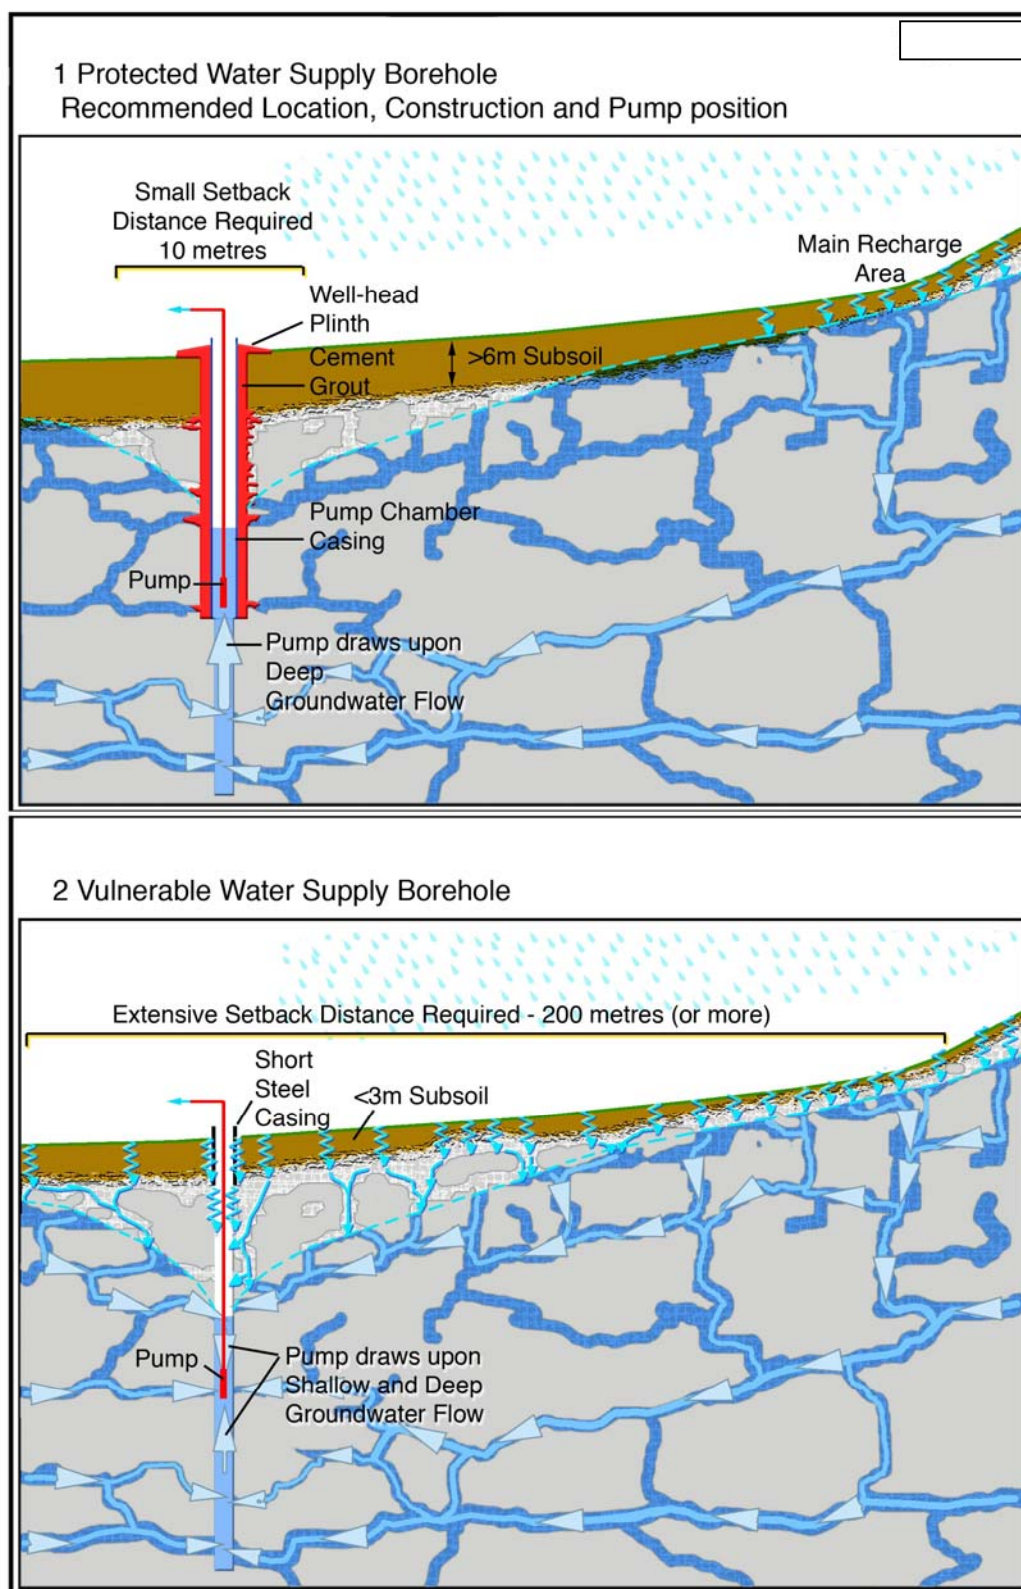 1 Protected Water Supply Borehole
Recommended Location, Construction and Pump position
Small Setback
Distance Required
10 metres
Main Recharge
Area
Well-head
Plinth
Cement
Grout
>6m Subsoil
Pump Chamber
Casing
Pump
Pump draws upon
Deep
Groundwater Flow
2 Vulnerable Water Supply Borehole
Extensive Setback Distance Required - 200 metres (or more)
Short
Steel
Casing
<3m Subsoil
Pump
Pump draws upon
Shallow and Deep
Groundwater Flow